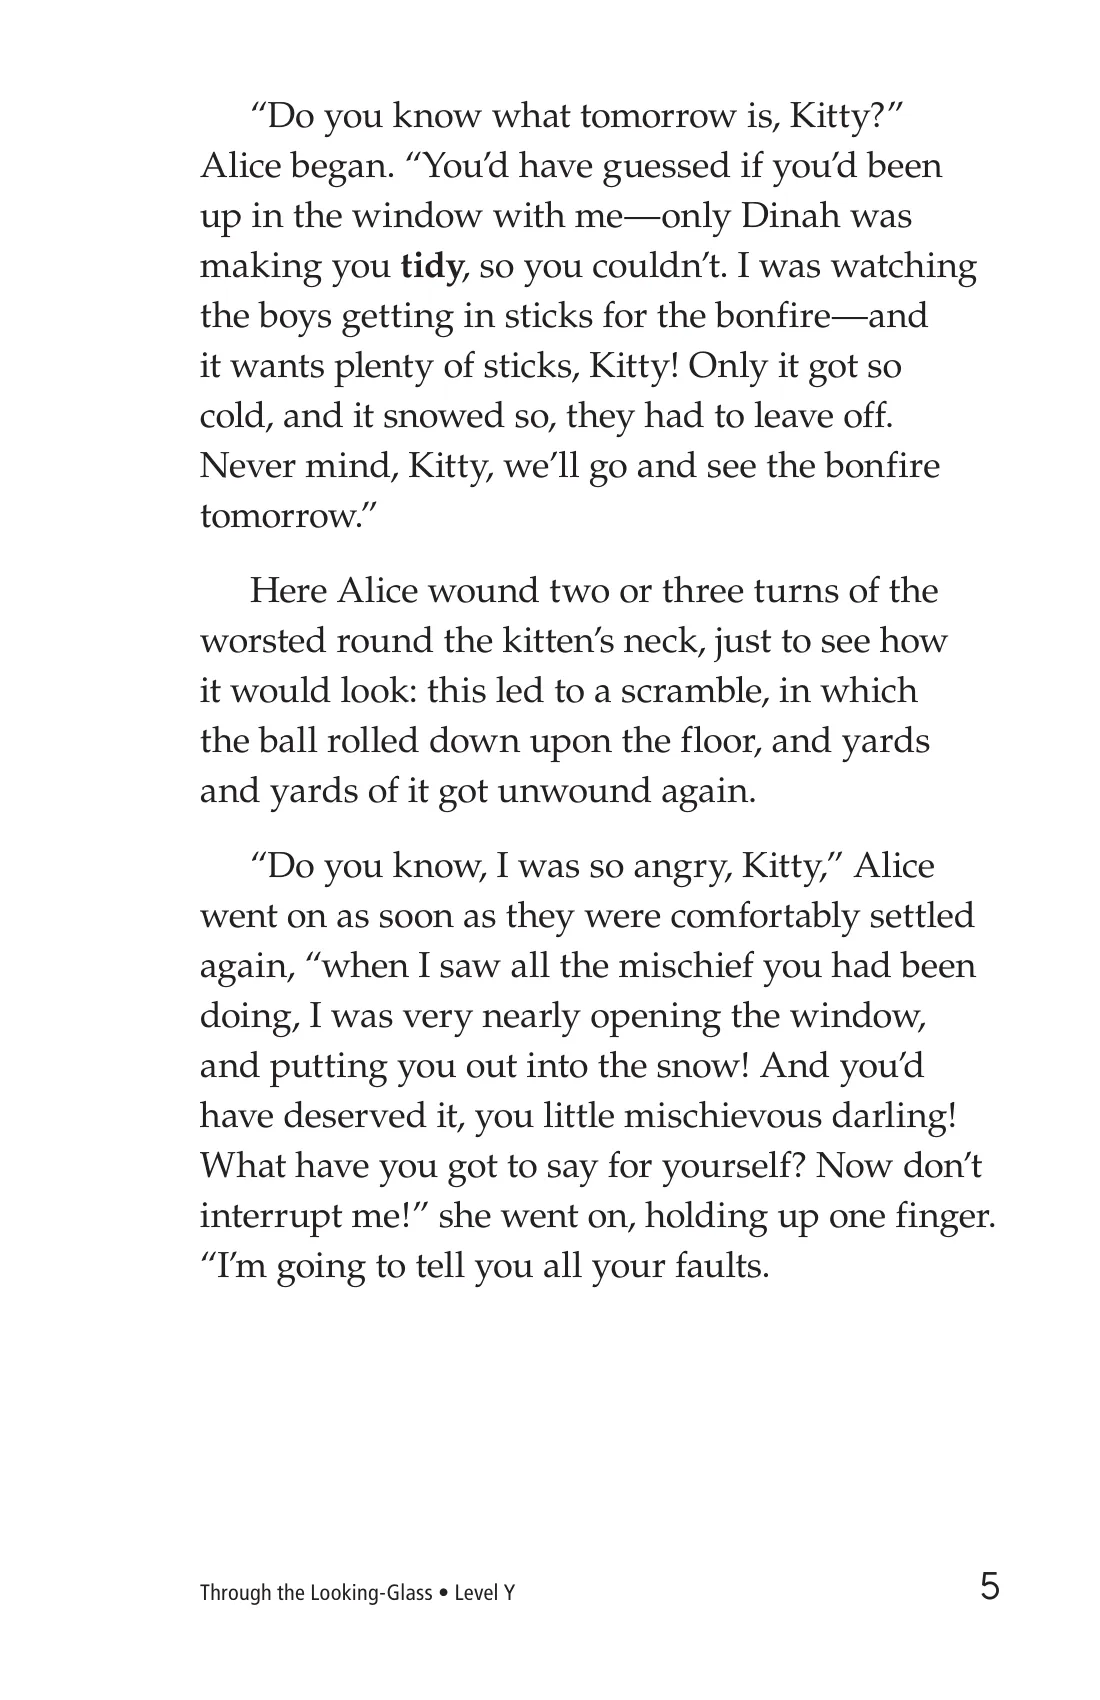 “Do you know what tomorrow is, Kitty?”
Alice began. “You’d have guessed if you’d been
up in the window with me—only Dinah was
making you tidy, so you couldn’t. I was watching
the boys getting in sticks for the bonfire—and
it wants plenty of sticks, Kitty! Only it got so
cold, and it snowed so, they had to leave off.
Never mind, Kitty, we’ll go and see the bonfire
tomorrow.”
Here Alice wound two or three turns of the
worsted round the kitten’s neck, just to see how
it would look: this led to a scramble, in which
the ball rolled down upon the floor, and yards
and yards of it got unwound again.
“Do you know, I was so angry, Kitty,” Alice
went on as soon as they were comfortably settled
again, “when I saw all the mischief you had been
doing, I was very nearly opening the window,
and putting you out into the snow! And you’d
have deserved it, you little mischievous darling!
What have you got to say for yourself? Now don’t
interrupt me!” she went on, holding up one finger.
“I’m going to tell you all your faults.
Through the Looking-Glass • Level Y
5